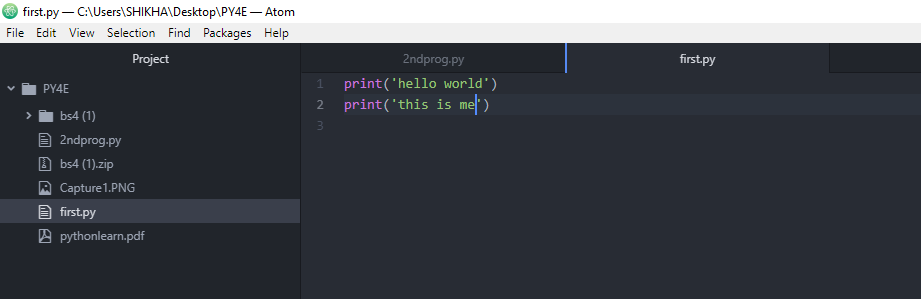 first.py — C:\Users\SHIKHA\Desktop\PY4E — Atom
File Edit View Selection Find Packages Help
Project
PY4E
bs4 (1)
2ndprog.py
bs4 (1).zip
Capture1.PNG
first.py
pythonlearn.pdf
2ndprog.py
first.py
1 print('hello world')
2 print('this is me')
3